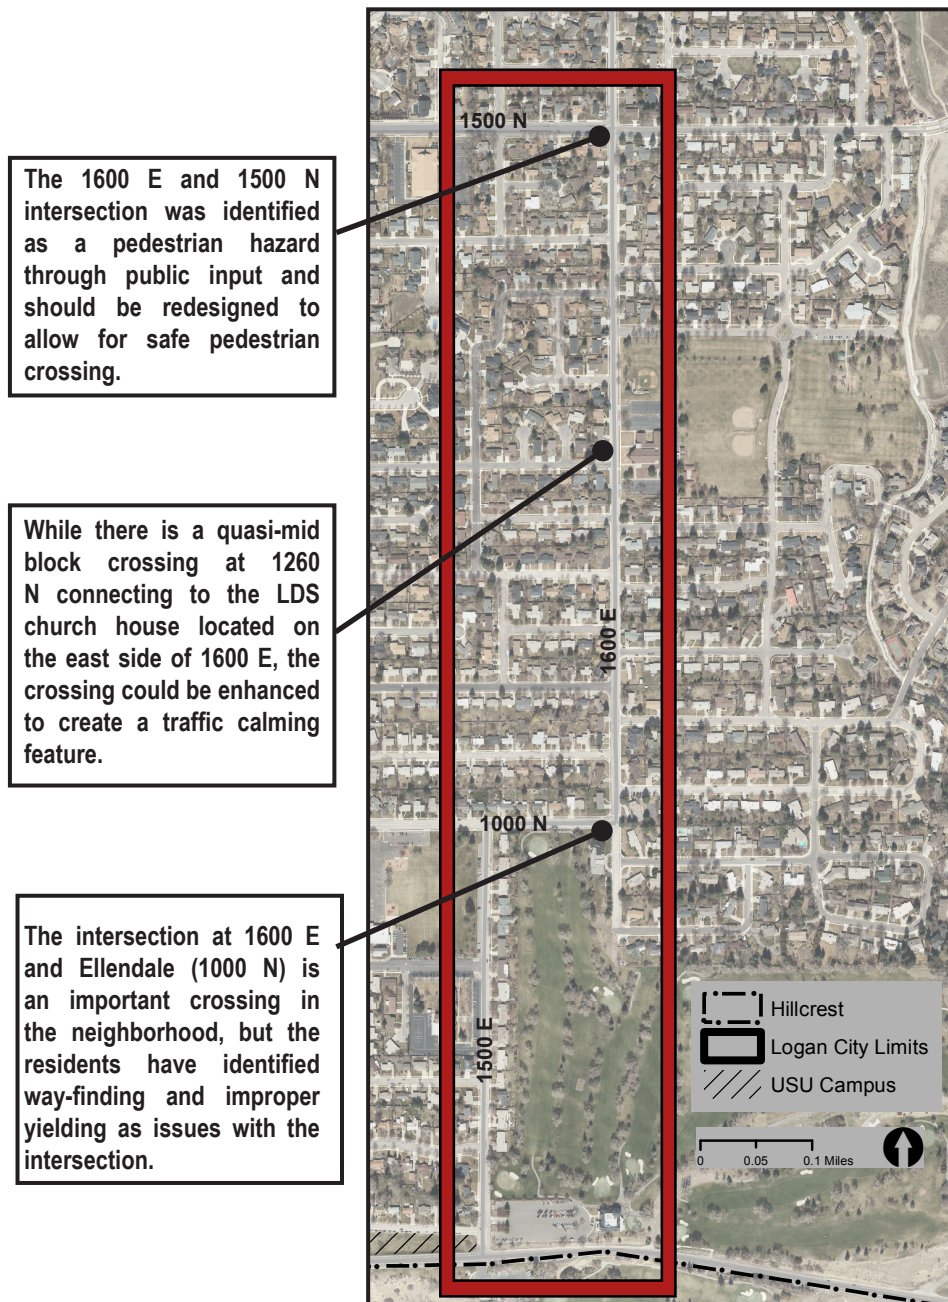 1500 N
The 1600 E and 1500 N
intersection was identified
as a pedestrian hazard
through public input and
should be redesigned to
allow for safe pedestrian
crossing.
While there is a quasi-mid
block crossing at 1260
N connecting to the LDS
church house located on
the east side of 1600 E, the
crossing could be enhanced
to create a traffic calming
feature.
1600 E
1000 N
The intersection at 1600 E
and Ellendale (1000 N) is
an important crossing in
the neighborhood, but the
residents have identified
way-finding and improper
yielding as issues with the
intersection.
1500 E
Hillcrest
Logan City Limits
USU Campus
0 0.05 0.1 Miles